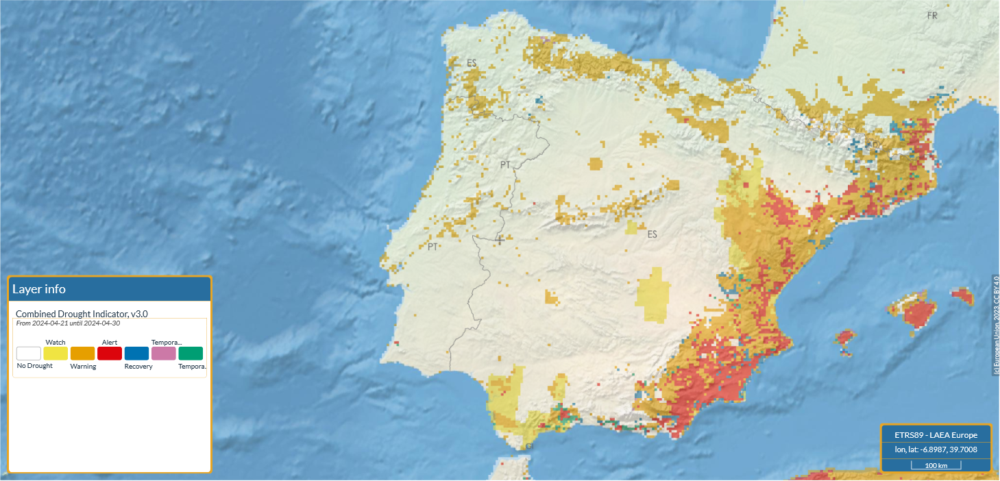 FR
ES
AD
PT
ES
PT
Layer info
Combined Drought Indicator, v3.0
From 2024-04-21 until 2024-04-30
Watch Alert Tempora...
No Drought Warning Recovery Tempora.
(c) European Union, 2023, CC BY 4.0
ETRS89 - LAEA Europe
lon, lat: -6.8987, 39.7008
100 km